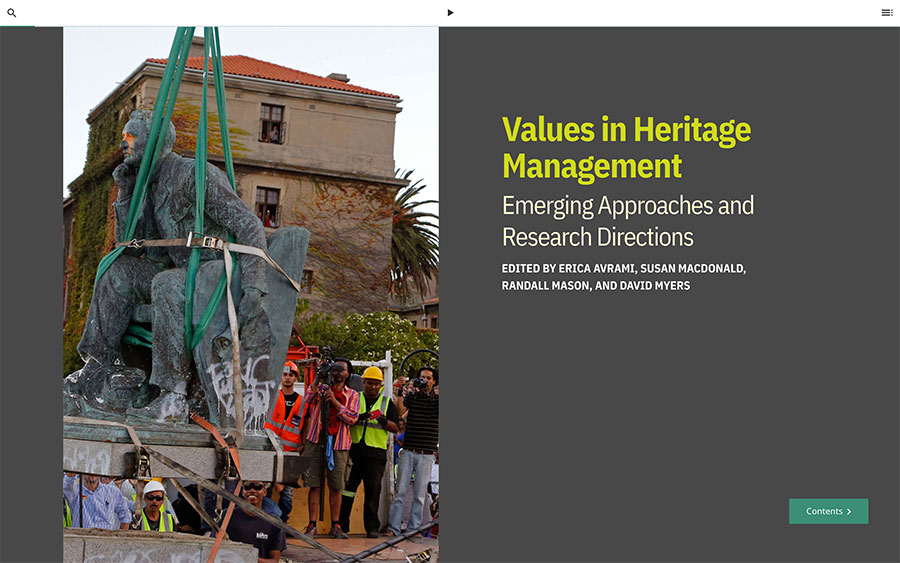 Values in Heritage
Management
Emerging Approaches and
Research Directions
EDITED BY ERICA AVRAMI, SUSAN MACDONALD,
RANDALL MASON, AND DAVID MYERS
Contents